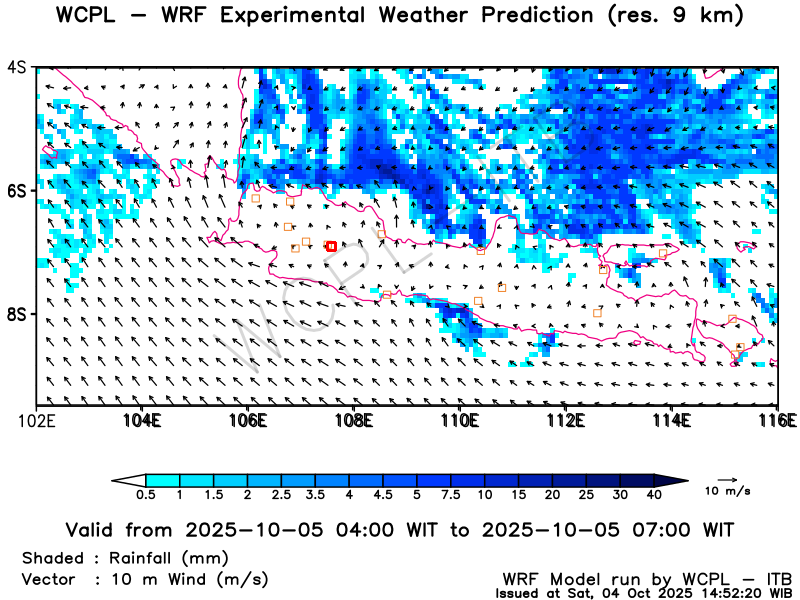 WCPL – WRF Experimental Weather Prediction (res. 9 km)
4S
6S
8S
WCPL
102E 104E 106E 108E 110E 112E 114E 116E
0.5 1 1.5 2 2.5 3.5 4 4.5 5 7.5 10 15 20 25 30 40
10 m/s
Valid from 2025-10-05 04:00 WIT to 2025-10-05 07:00 WIT
Shaded : Rainfall (mm)
Vector : 10 m Wind (m/s)
WRF Model run by WCPL – ITB
Issued at Sat, 04 Oct 2025 14:52:20 WIB